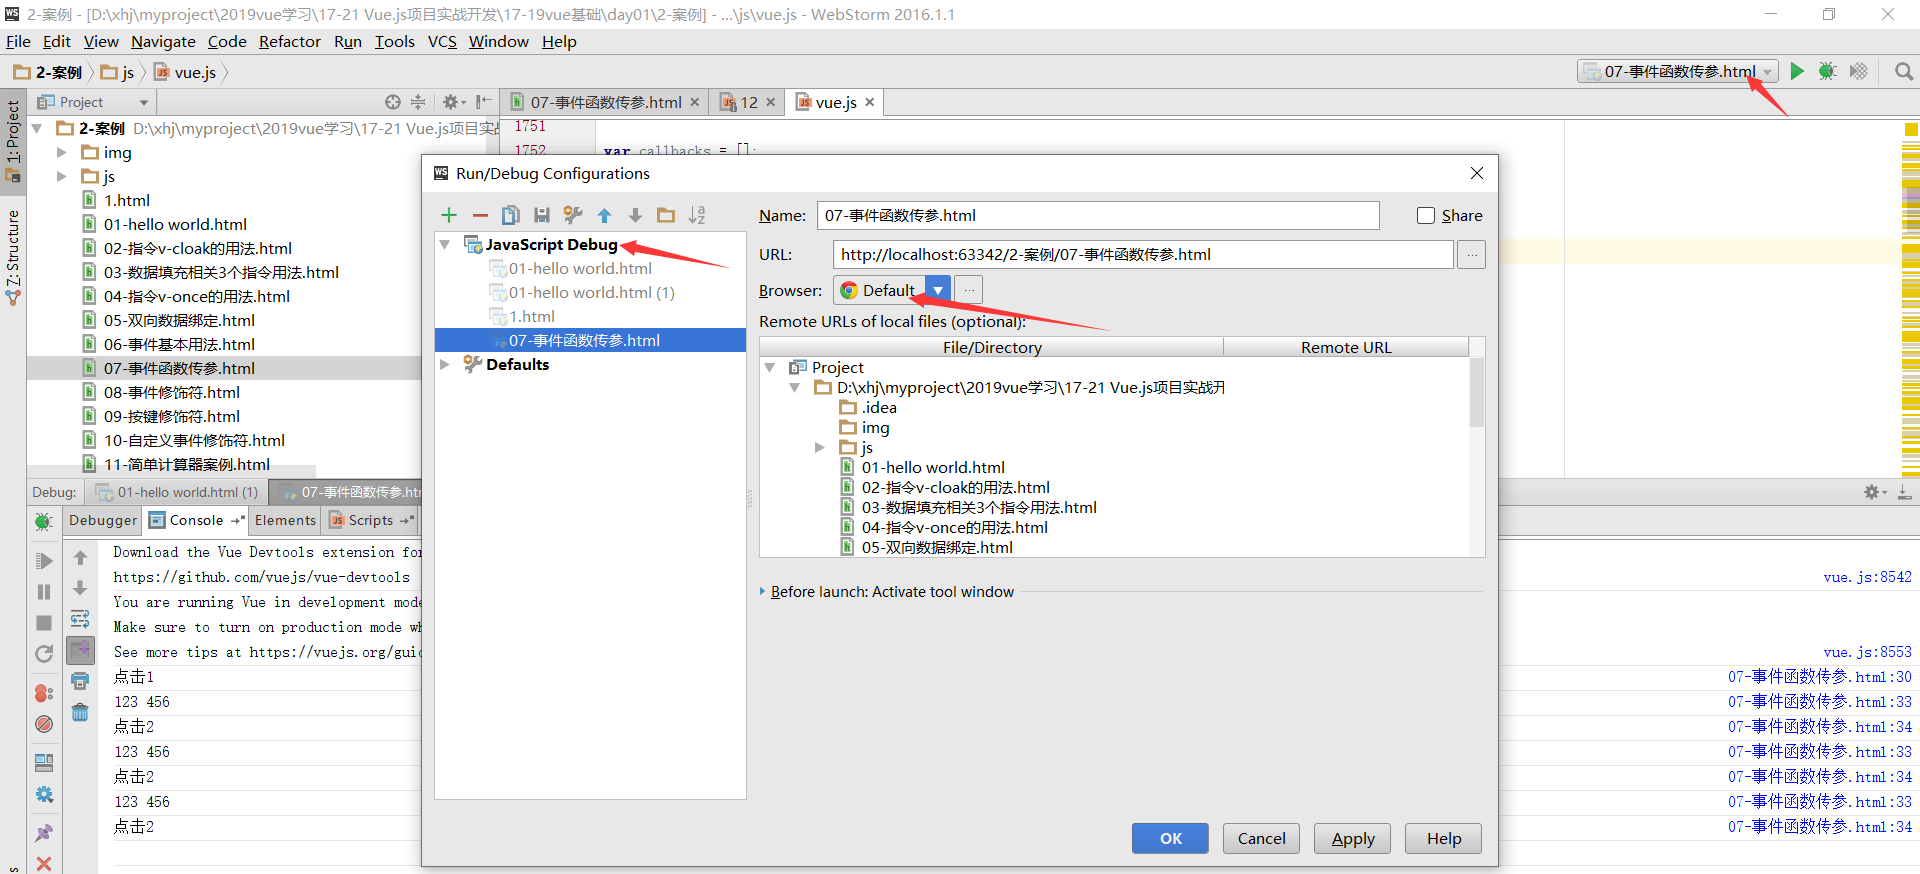 2-案例 - [D:\xhj\myproject\2019vue学习\17-21 Vue.js项目实战开发\17-19vue基础\day01\2-案例] - ...\js\vue.js - WebStorm 2016.1.1
File Edit View Navigate Code Refactor Run Tools VCS Window Help
2-案例 js vue.js
07-事件函数传参.html
Project
07-事件函数传参.html
12
vue.js
1: Project
Z: Structure
2-案例 D:\xhj\myproject\2019vue学习\17-21 Vue.js项目实战
img
js
1.html
01-hello world.html
02-指令v-cloak的用法.html
03-数据填充相关3个指令用法.html
04-指令v-once的用法.html
05-双向数据绑定.html
06-事件基本用法.html
07-事件函数传参.html
08-事件修饰符.html
09-按键修饰符.html
10-自定义事件修饰符.html
11-简单计算器案例.html
1751
1752 var callbacks = [];
Run/Debug Configurations
JavaScript Debug
01-hello world.html
01-hello world.html (1)
1.html
07-事件函数传参.html
Defaults
Name: 07-事件函数传参.html
Share
URL: http://localhost:63342/2-案例/07-事件函数传参.html
...
Browser: Default
...
Remote URLs of local files (optional):
File/Directory Remote URL
Project
D:\xhj\myproject\2019vue学习\17-21 Vue.js项目实战开
.idea
img
js
01-hello world.html
02-指令v-cloak的用法.html
03-数据填充相关3个指令用法.html
04-指令v-once的用法.html
05-双向数据绑定.html
Before launch: Activate tool window
OK Cancel Apply Help
Debug: 01-hello world.html (1) 07-事件函数传参.ht
Debugger Console Elements Scripts
Download the Vue Devtools extension for
https://github.com/vuejs/vue-devtools vue.js:8542
You are running Vue in development mode
Make sure to turn on production mode wh
See more tips at https://vuejs.org/guid vue.js:8553
点击1 07-事件函数传参.html:30
123 456 07-事件函数传参.html:33
点击2 07-事件函数传参.html:34
123 456 07-事件函数传参.html:33
点击2 07-事件函数传参.html:34
123 456 07-事件函数传参.html:33
点击2 07-事件函数传参.html:34